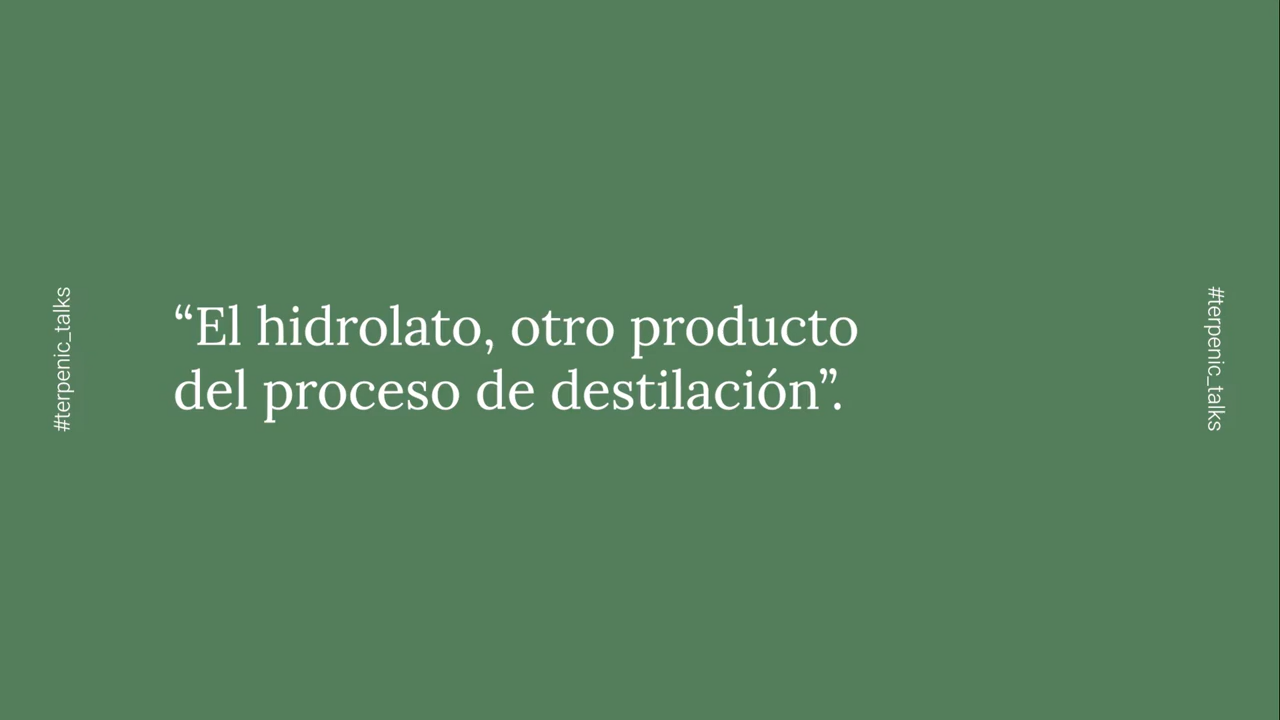 #terpenic_talks
“El hidrolato, otro producto
del proceso de destilación”.
#terpenic_talks